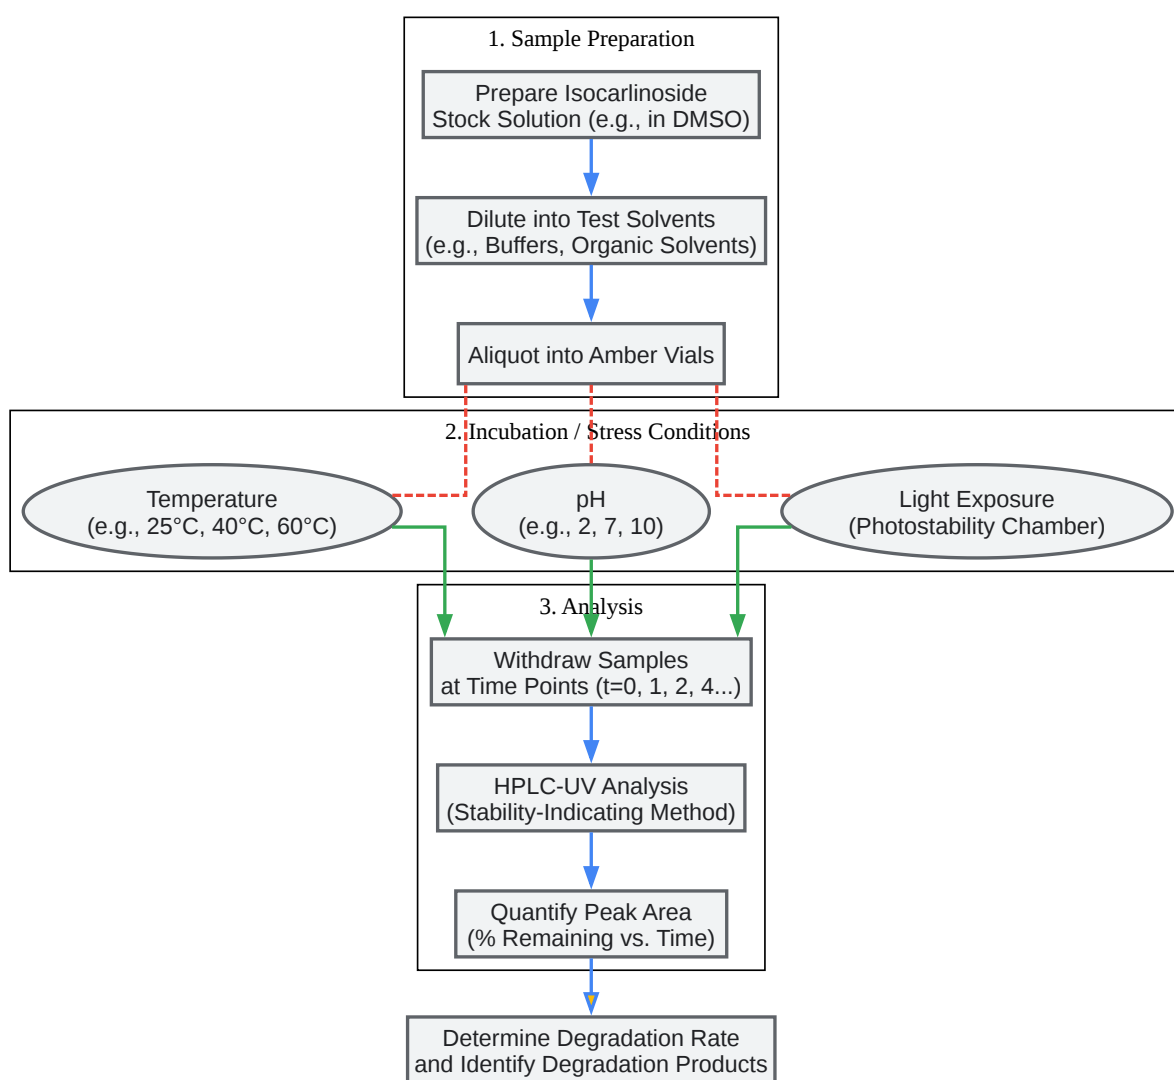 1. Sample Preparation
Prepare Isocarlinoside
Stock Solution (e.g., in DMSO)
Dilute into Test Solvents
(e.g., Buffers, Organic Solvents)
Aliquot into Amber Vials
2. Incubation / Stress Conditions
Temperature
(e.g., 25°C, 40°C, 60°C)
pH
(e.g., 2, 7, 10)
Light Exposure
(Photostability Chamber)
3. Analysis
Withdraw Samples
at Time Points (t=0, 1, 2, 4...)
HPLC-UV Analysis
(Stability-Indicating Method)
Quantify Peak Area
(% Remaining vs. Time)
Determine Degradation Rate
and Identify Degradation Products